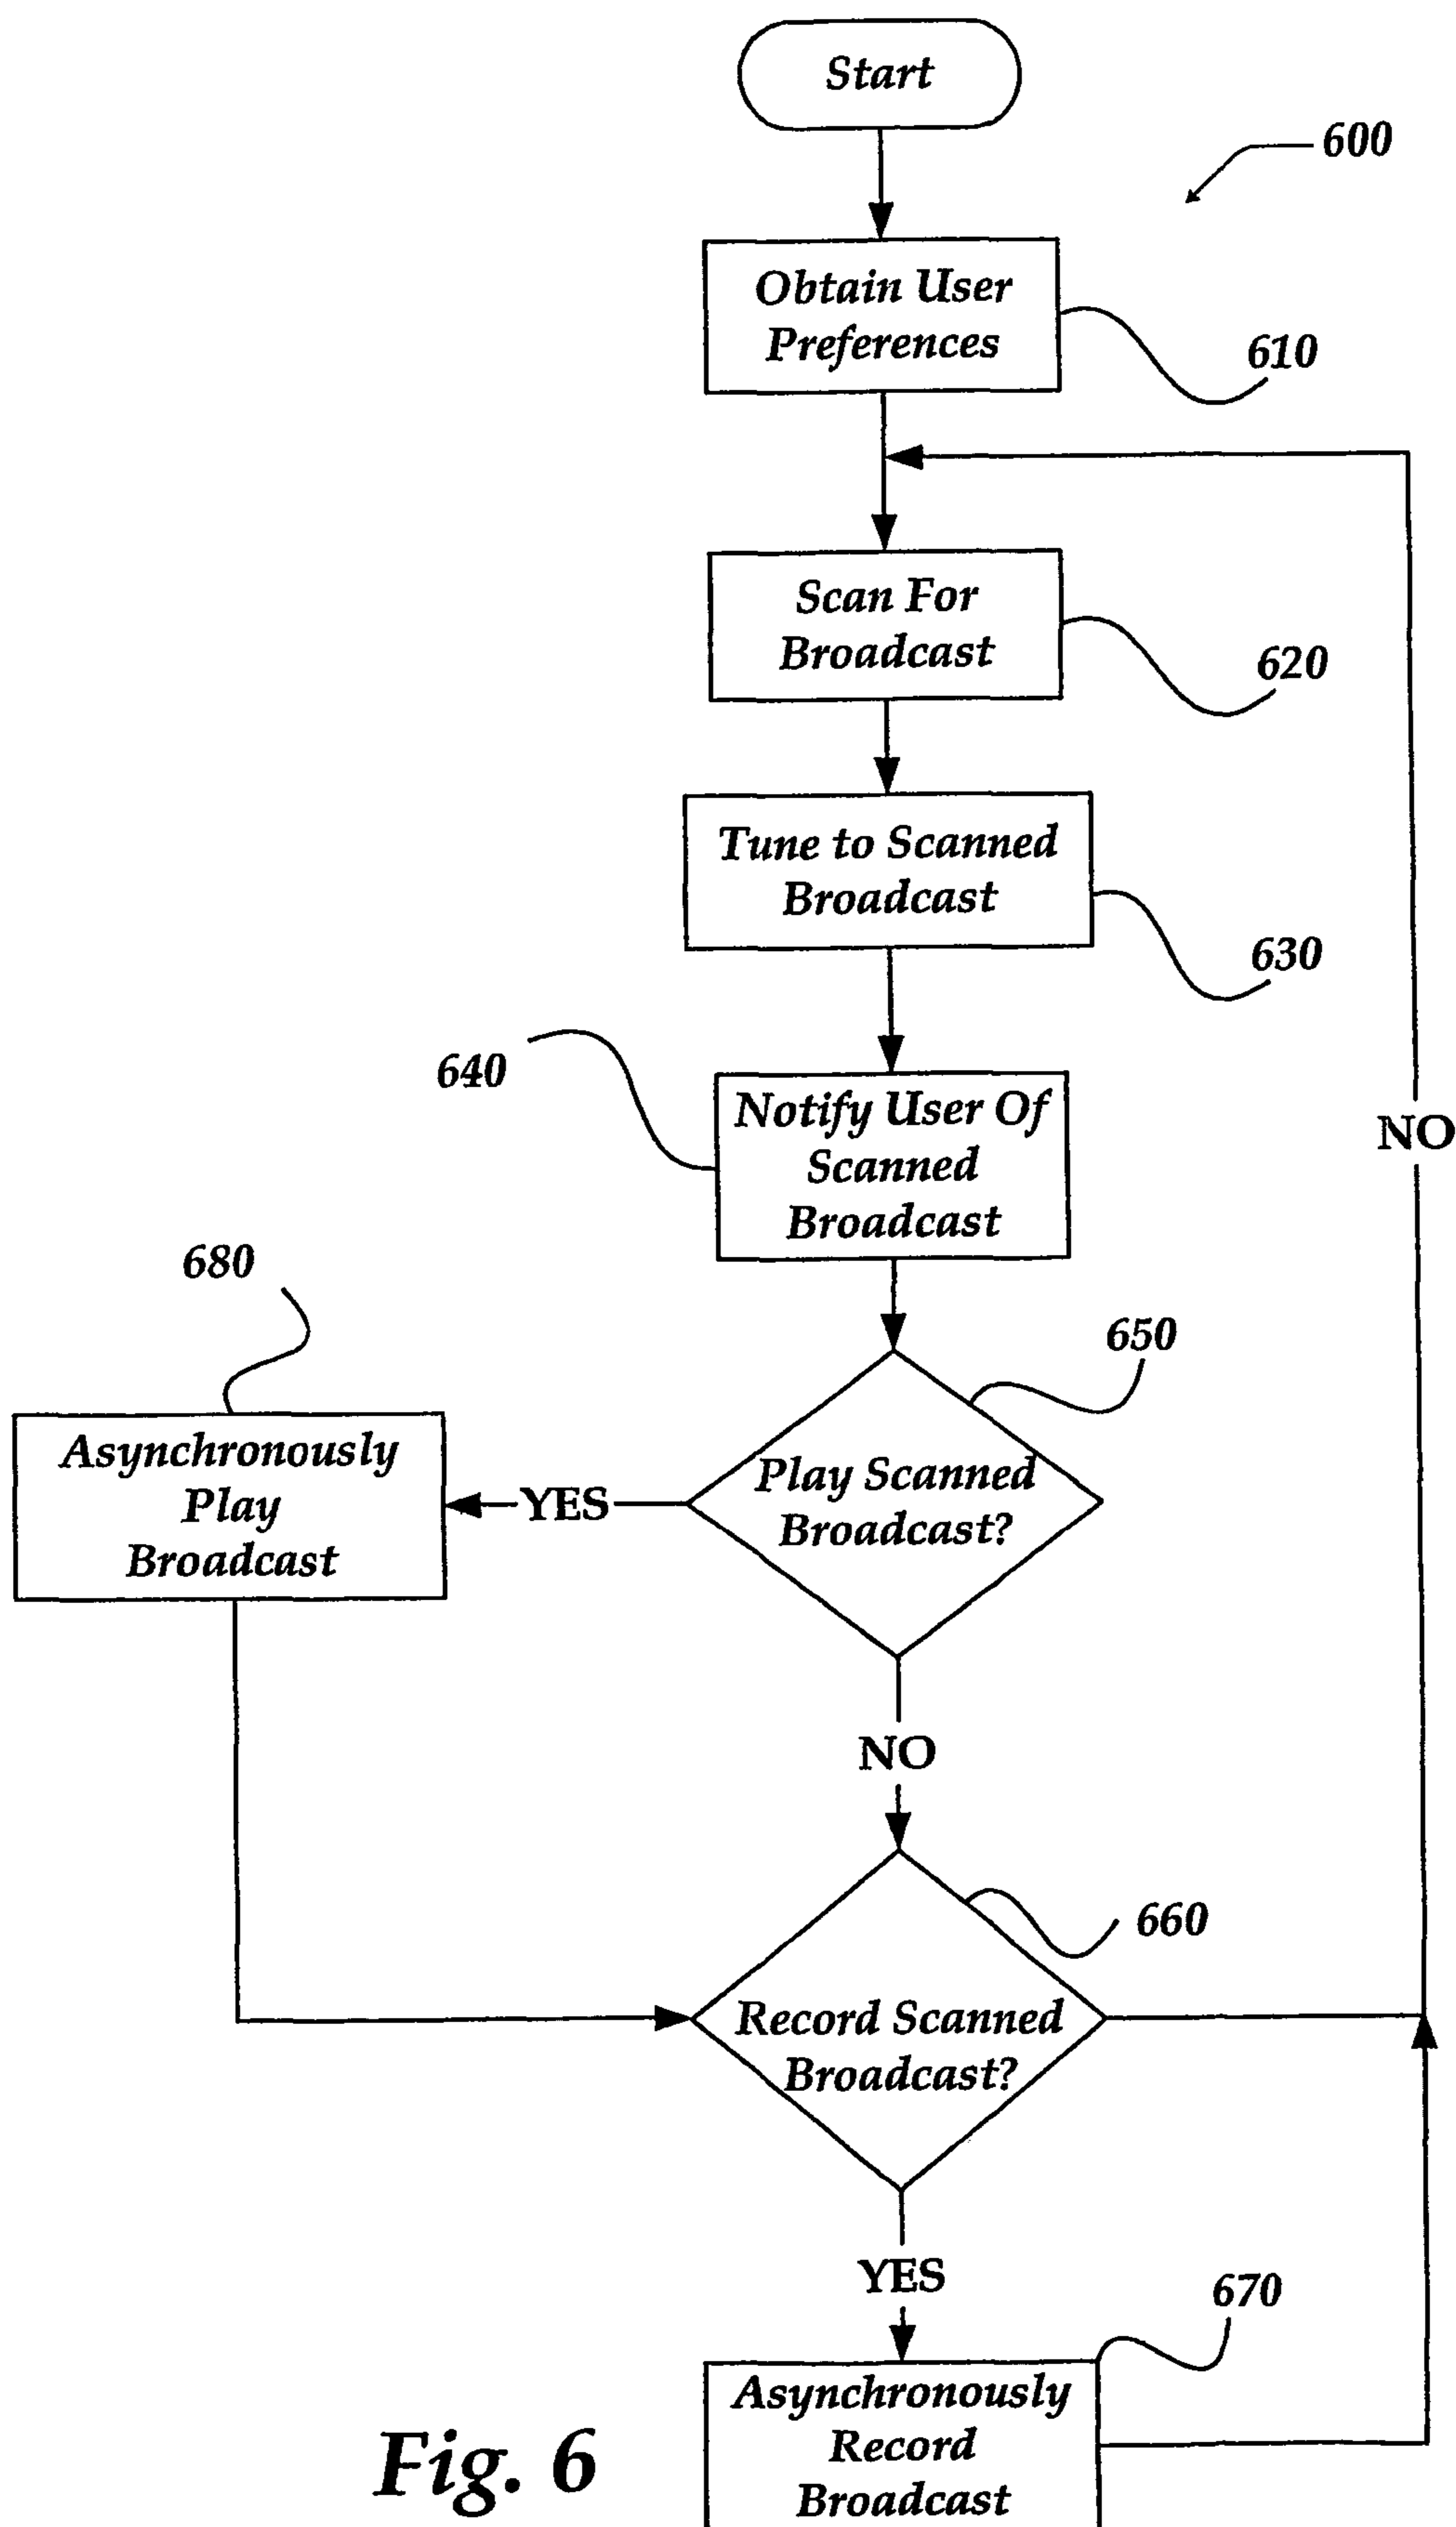 Start
600
Obtain User
Preferences
610
Scan For
Broadcast
620
Tune to Scanned
Broadcast
630
640
Notify User Of
Scanned
Broadcast
NO
680
650
Asynchronously
Play
Broadcast
YES
Play Scanned
Broadcast?
NO
660
Record Scanned
Broadcast?
YES
670
Asynchronously
Record
Broadcast
Fig. 6